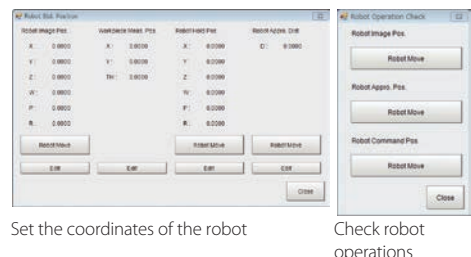 Robot Std. Position
Robot Image Pos. Workpiece Meas. Pos Robot Hold Pos Robot Appro. Dist
X : 0.0000 X : 0.0000 X : 0.0000 D : 0.0000
Y : 0.0000 Y : 0.0000 Y : 0.0000
Z : 0.0000 TH : 0.0000 Z : 0.0000
W : 0.0000 W : 0.0000
P : 0.0000 P : 0.0000
R : 0.0000 R : 0.0000
Robot Move Robot Move Robot Move
Edit Edit Edit Edit
Close
Set the coordinates of the robot
Robot Operation Check
Robot Image Pos.
Robot Move
Robot Appro. Pos.
Robot Move
Robot Command Pos
Robot Move
Close
Check robot
operations